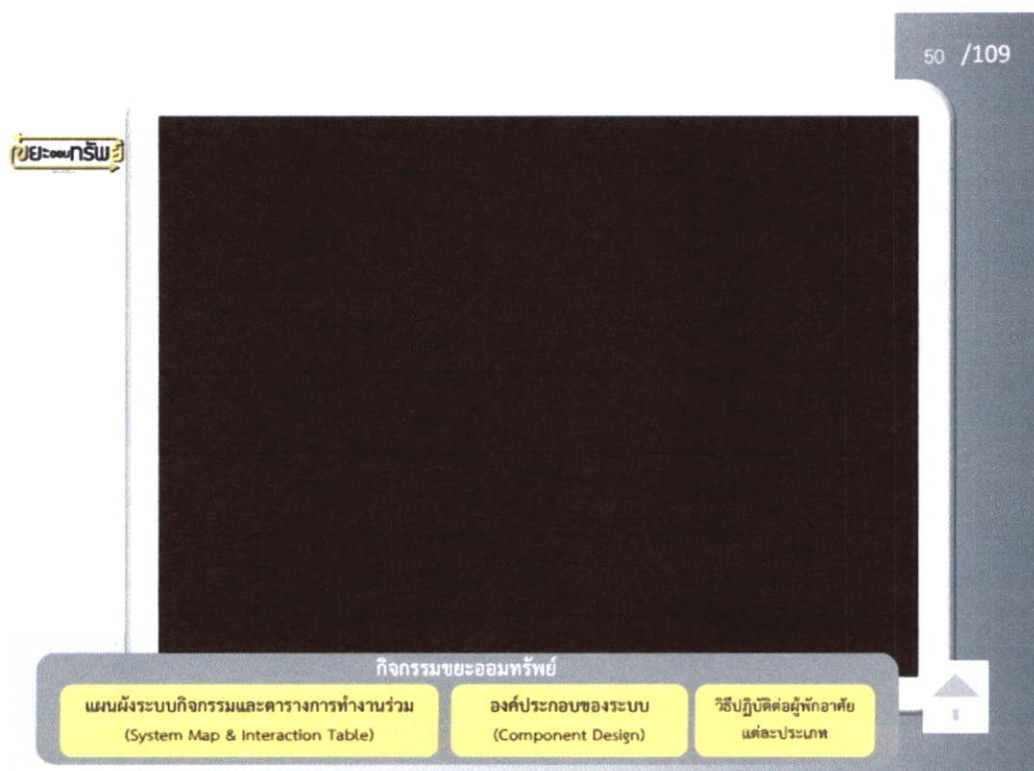 50 /109
ขยะออมทรัพย์
กิจกรรมขยะออมทรัพย์
แผนผังระบบกิจกรรมและตารางการทำงานร่วม
(System Map & Interaction Table)
องค์ประกอบของระบบ
(Component Design)
วิธีปฏิบัติต่อผู้พักอาศัย
แต่ละประเภท